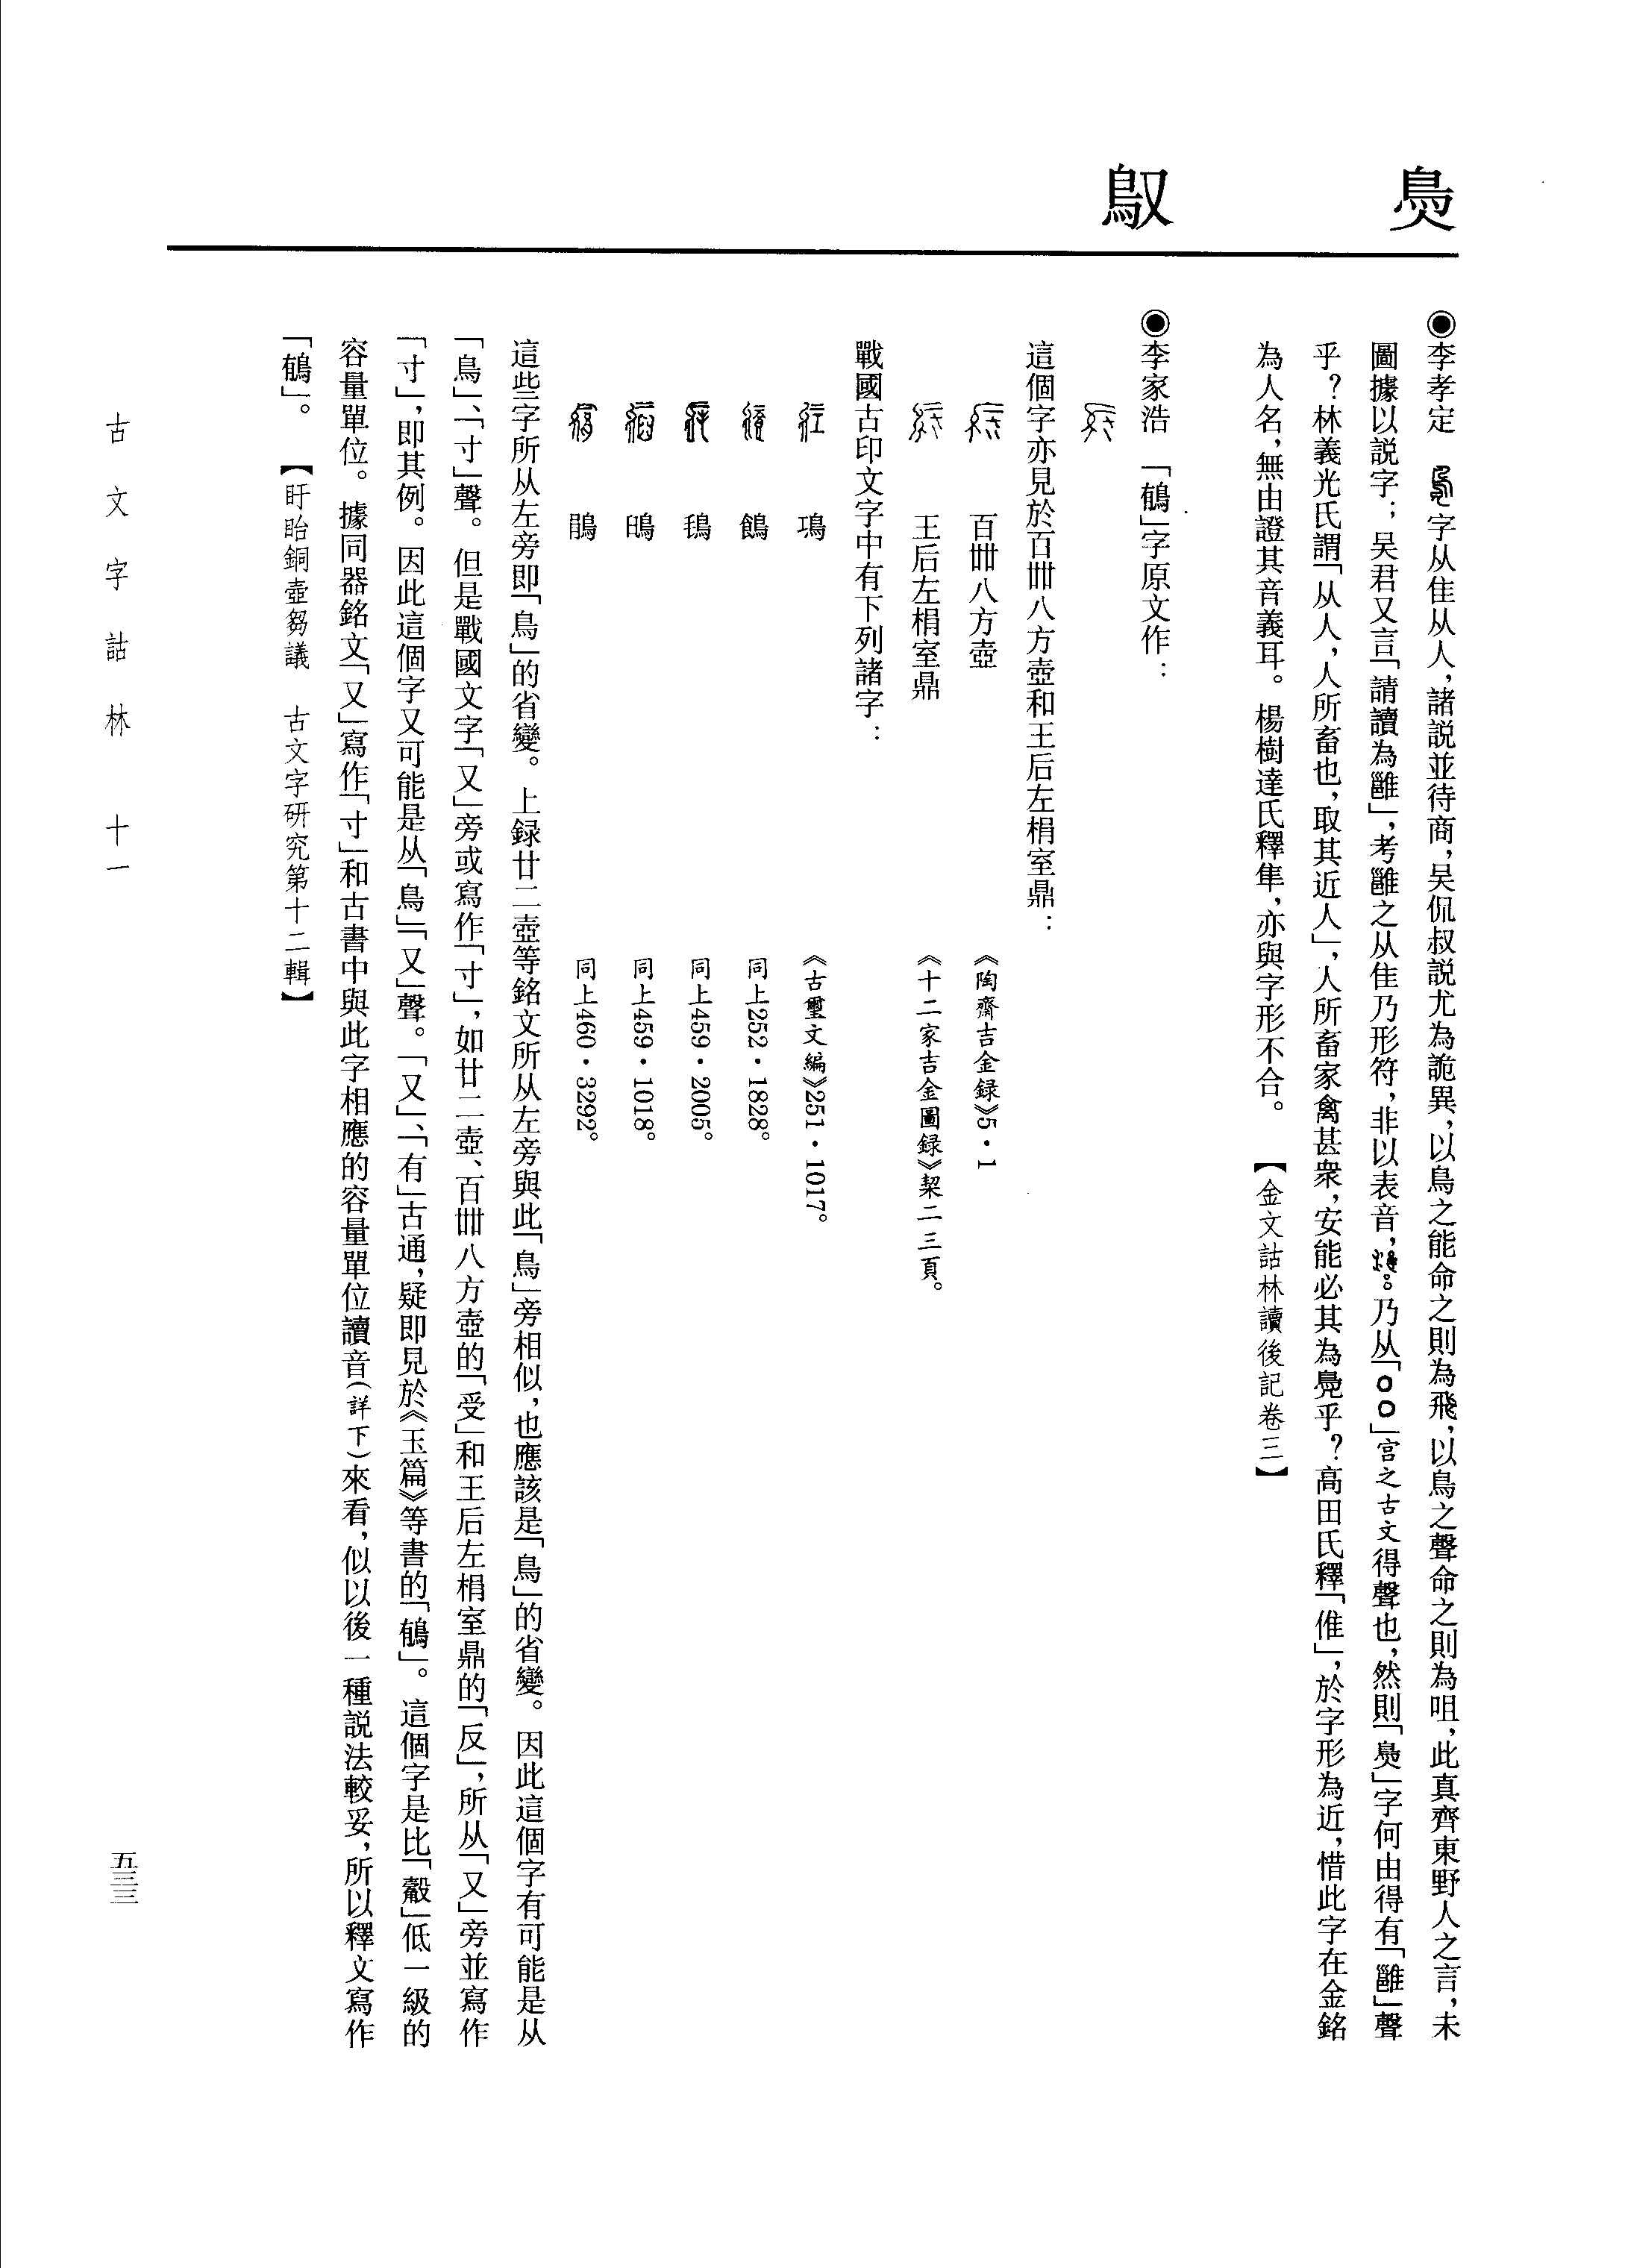 鳧
◉李孝定　字从隹从人，諸説並待商，吴侃叔説尤為詭異，以鳥之能命之則為飛，以鳥之聲命之則為咀，此真齊東野人之言，未
圖據以説字；吴君又言「請讀為雝」，考雝之从隹乃形符，非以表音，乃从「○○」宫之古文得聲也，然則「鳧」字何由得有「雝」聲
乎？林義光氏謂「从人，人所畜也，取其近人」，人所畜家禽甚衆，安能必其為鳧乎？高田氏釋「倠」，於字形為近，惜此字在金銘
為人名，無由證其音義耳。楊樹達氏釋隼，亦與字形不合。　【金文詁林讀後記卷三】
◉李家浩　「䳑」字原文作：
這個字亦見於百卌八方壺和王后左梋室鼎：
百卌八方壺　《陶齋吉金録》5·1
王后左梋室鼎　《十二家吉金圖録》栔二三頁。
戰國古印文字中有下列諸字：
鳿　《古璽文編》251·1017。
同上252·1828。
同上459·2005。
同上459·1018。
鵑　同上460·3292。
這些字所从左旁即「鳥」的省變。上録廿二壺等銘文所从左旁與此「鳥」旁相似，也應該是「鳥」的省變。因此這個字有可能是从
「鳥」、「寸」聲。但是戰國文字「又」旁或寫作「寸」，如廿二壺、百卌八方壺的「受」和王后左梋室鼎的「反」，所从「又」旁並寫作
「寸」，即其例。因此這個字又可能是从「鳥」「又」聲。「又」、「有」古通，疑即見於《玉篇》等書的「䳑」。這個字是比「觳」低一級的
容量單位。據同器銘文「又」寫作「寸」和古書中與此字相應的容量單位讀音（詳下）來看，似以後一種説法較妥，所以釋文寫作
「䳑」。　【盱眙銅壺芻議　古文字研究第十二輯】
古文字詁林　十一
五三三